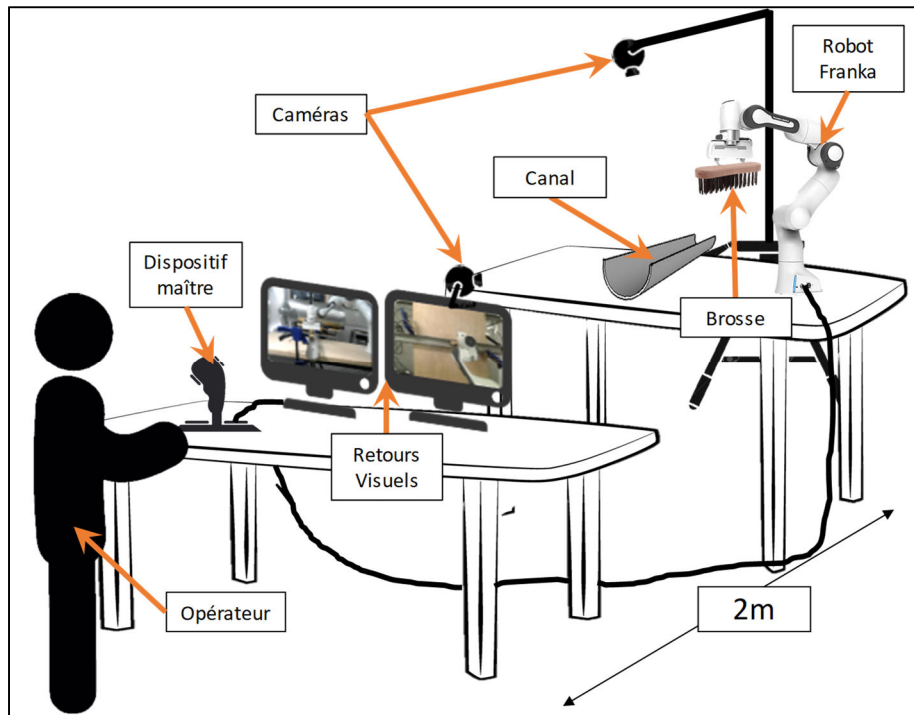 Robot
Franka
Caméras
Canal
Dispositif
maître
Brosse
Retours
Visuels
Opérateur
2m